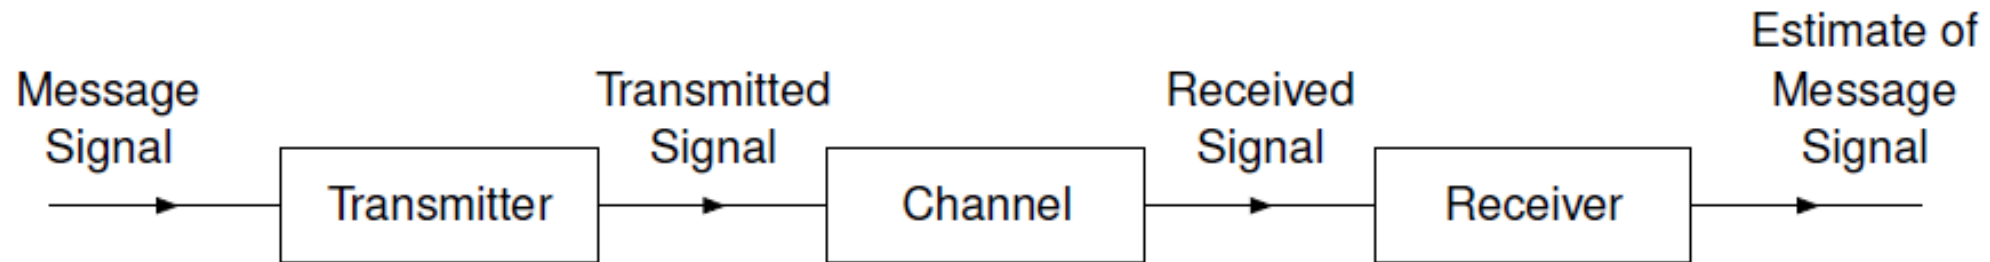 Message
Signal
Transmitter
Transmitted
Signal
Channel
Received
Signal
Receiver
Estimate of
Message
Signal